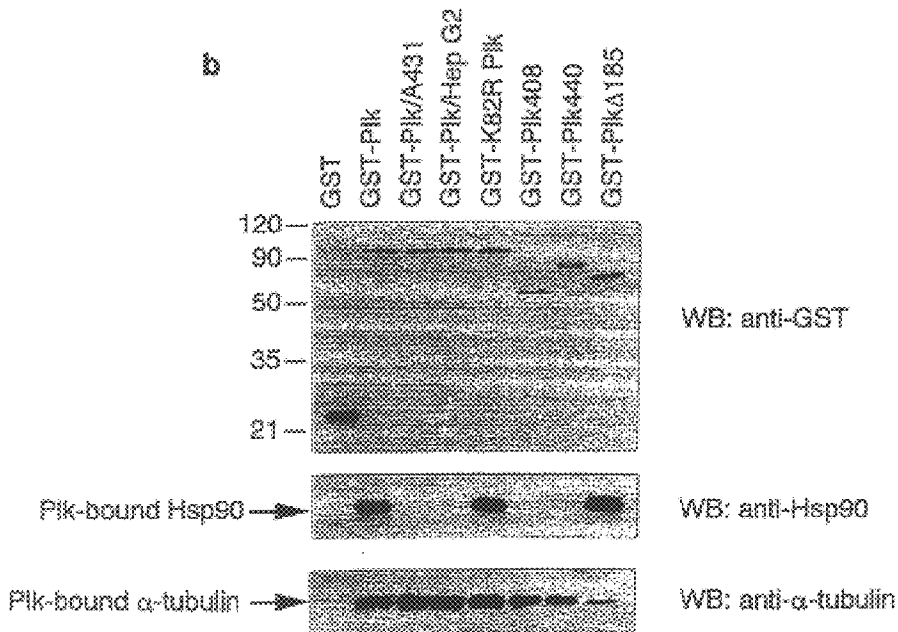 b
GST
GST-Plk
GST-Plk/A431
GST-Plk/Hep G2
GST-K82R Plk
GST-Plk408
GST-Plk440
GST-PlkΔ185
120
90
50
35
21
WB: anti-GST
Plk-bound Hsp90
WB: anti-Hsp90
Plk-bound α-tubulin
WB: anti-α-tubulin